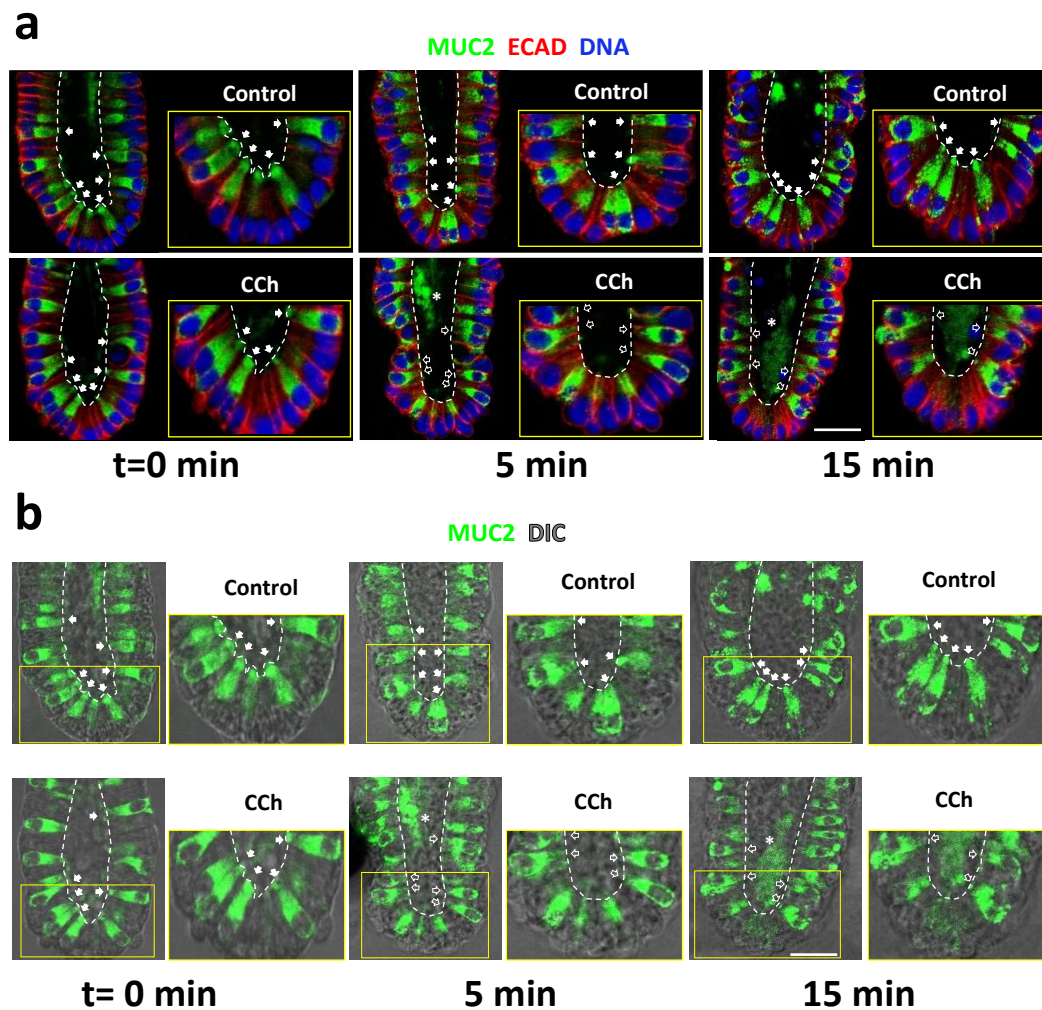 a
MUC2 ECAD DNA
Control Control Control
CCh CCh CCh
* *
t=0 min 5 min 15 min
b
MUC2 DIC
Control Control Control
CCh CCh CCh
* *
t= 0 min 5 min 15 min